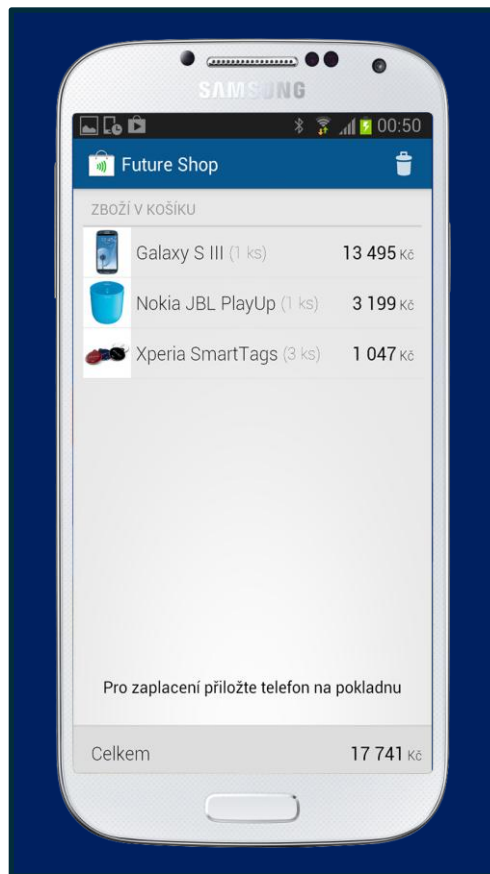 SAMSUNG
00:50
Future Shop
ZBOŽÍ V KOŠÍKU
Galaxy S III (1 ks) 13 495 Kč
Nokia JBL PlayUp (1 ks) 3 199 Kč
Xperia SmartTags (3 ks) 1 047 Kč
Pro zaplacení přiložte telefon na pokladnu
Celkem 17 741 Kč